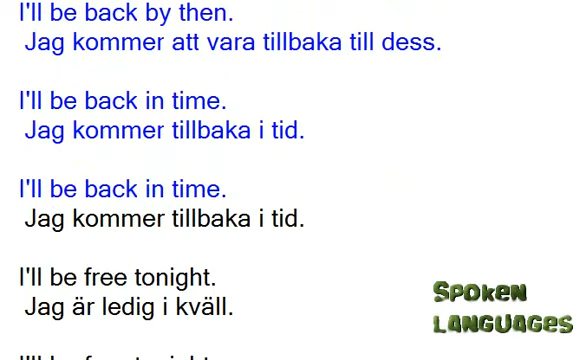 I'll be back by then.
Jag kommer att vara tillbaka till dess.
I'll be back in time.
Jag kommer tillbaka i tid.
I'll be back in time.
Jag kommer tillbaka i tid.
I'll be free tonight.
Jag är ledig i kväll.
Spoken
Languages